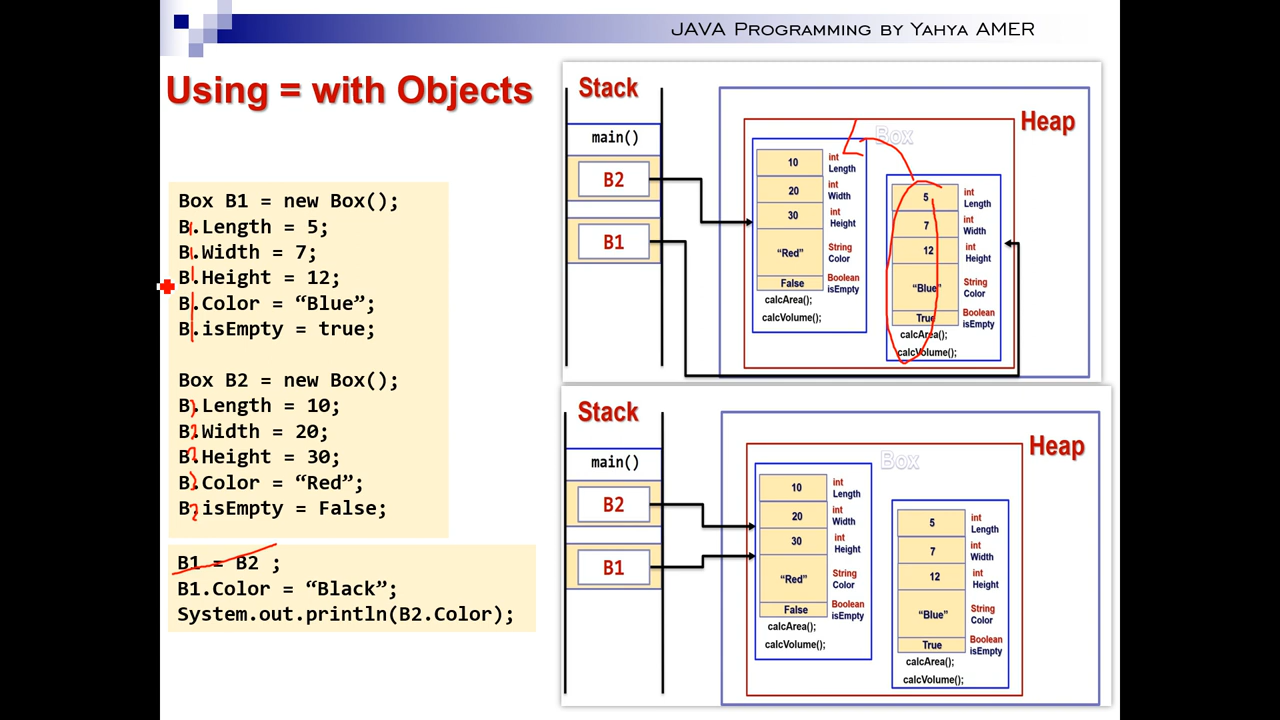 JAVA PROGRAMMING BY YAHYA AMER
Using = with Objects
Box B1 = new Box();
B1.Length = 5;
B1.Width = 7;
B1.Height = 12;
B1.Color = “Blue”;
B1.isEmpty = true;
Box B2 = new Box();
B2.Length = 10;
B2.Width = 20;
B2.Height = 30;
B2.Color = “Red”;
B2.isEmpty = False;
B1 = B2 ;
B1.Color = “Black”;
System.out.println(B2.Color);
Stack
main()
B2
B1
Heap
Box
10
int
Length
20
int
Width
30
int
Height
“Red”
String
Color
False
Boolean
isEmpty
calcArea();
calcVolume();
5
int
Length
7
int
Width
12
int
Height
“Blue”
String
Color
True
Boolean
isEmpty
calcArea();
calcVolume();
Stack
main()
B2
B1
Heap
Box
10
int
Length
20
int
Width
30
int
Height
“Red”
String
Color
False
Boolean
isEmpty
calcArea();
calcVolume();
5
int
Length
7
int
Width
12
int
Height
“Blue”
String
Color
True
Boolean
isEmpty
calcArea();
calcVolume();